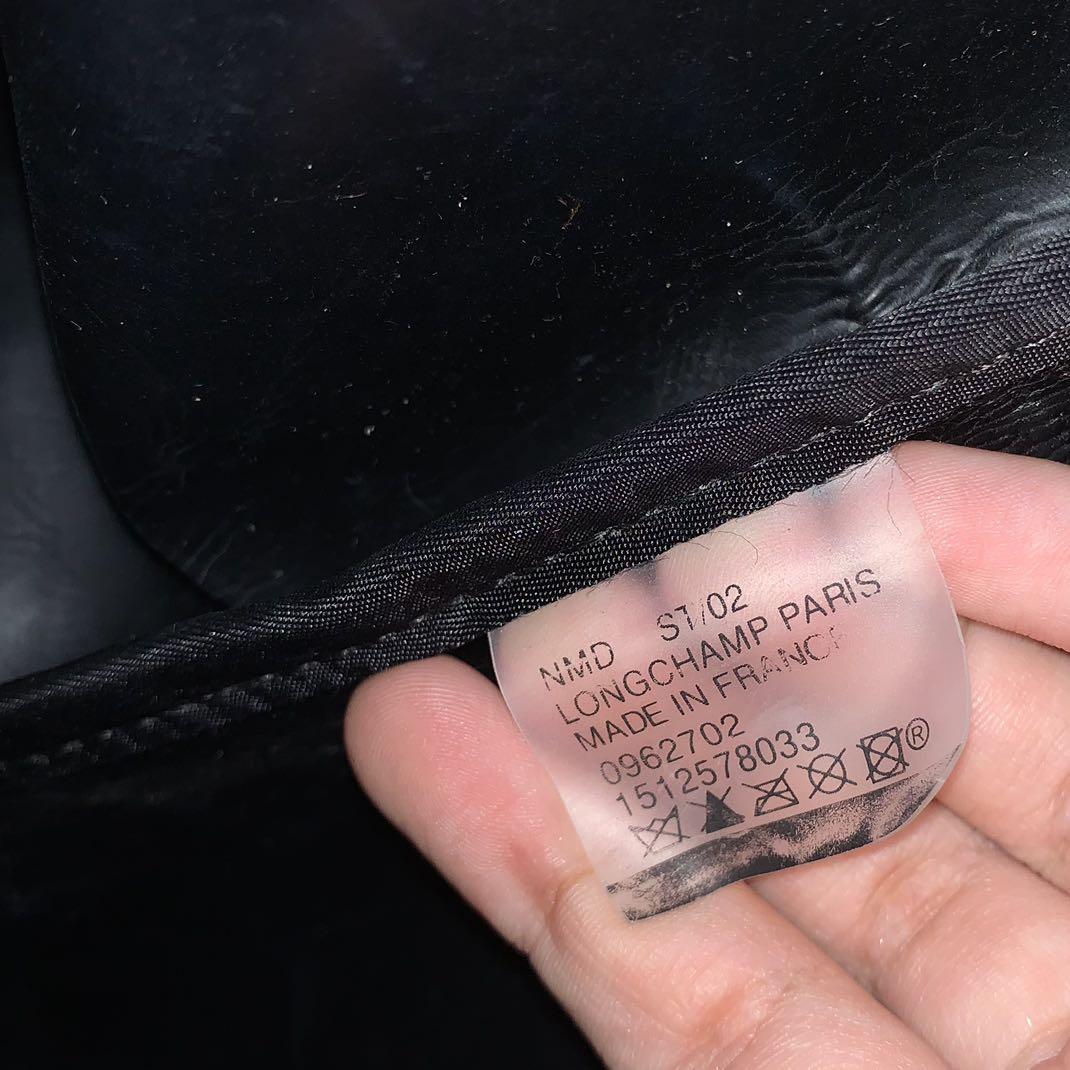 NMD ST/02
LONGCHAMP PARIS
MADE IN FRANCE
0962702
1512578033
®